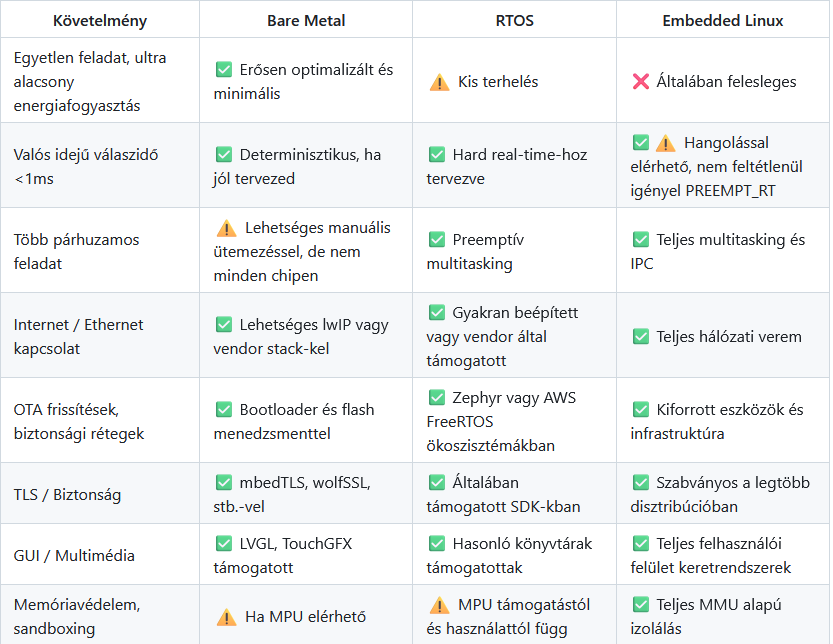 Követelmény
Bare Metal
RTOS
Embedded Linux
Egyetlen feladat, ultra
alacsony
energiafogyasztás
✅ Erősen optimalizált és
minimális
⚠️ Kis terhelés
❌ Általában felesleges
Valós idejű válaszidő
<1ms
✅ Determinisztikus, ha
jól tervezed
✅ Hard real-time-hoz
tervezve
✅ ⚠️ Hangolással
elérhető, nem feltétlenül
igényel PREEMPT_RT
Több párhuzamos
feladat
⚠️ Lehetséges manuális
ütemezéssel, de nem
minden chipen
✅ Preemptív
multitasking
✅ Teljes multitasking és
IPC
Internet / Ethernet
kapcsolat
✅ Lehetséges lwIP vagy
vendor stack-kel
✅ Gyakran beépített
vagy vendor által
támogatott
✅ Teljes hálózati verem
OTA frissítések,
biztonsági rétegek
✅ Bootloader és flash
menedzsmenttel
✅ Zephyr vagy AWS
FreeRTOS
ökoszisztémákban
✅ Kiforrott eszközök és
infrastruktúra
TLS / Biztonság
✅ mbedTLS, wolfSSL,
stb.-vel
✅ Általában
támogatott SDK-kban
✅ Szabványos a legtöbb
disztribúcióban
GUI / Multimédia
✅ LVGL, TouchGFX
támogatott
✅ Hasonló könyvtárak
támogatottak
✅ Teljes felhasználói
felület keretrendszerek
Memóriavédelem,
sandboxing
⚠️ Ha MPU elérhető
⚠️ MPU támogatástól
és használattól függ
✅ Teljes MMU alapú
izolálás